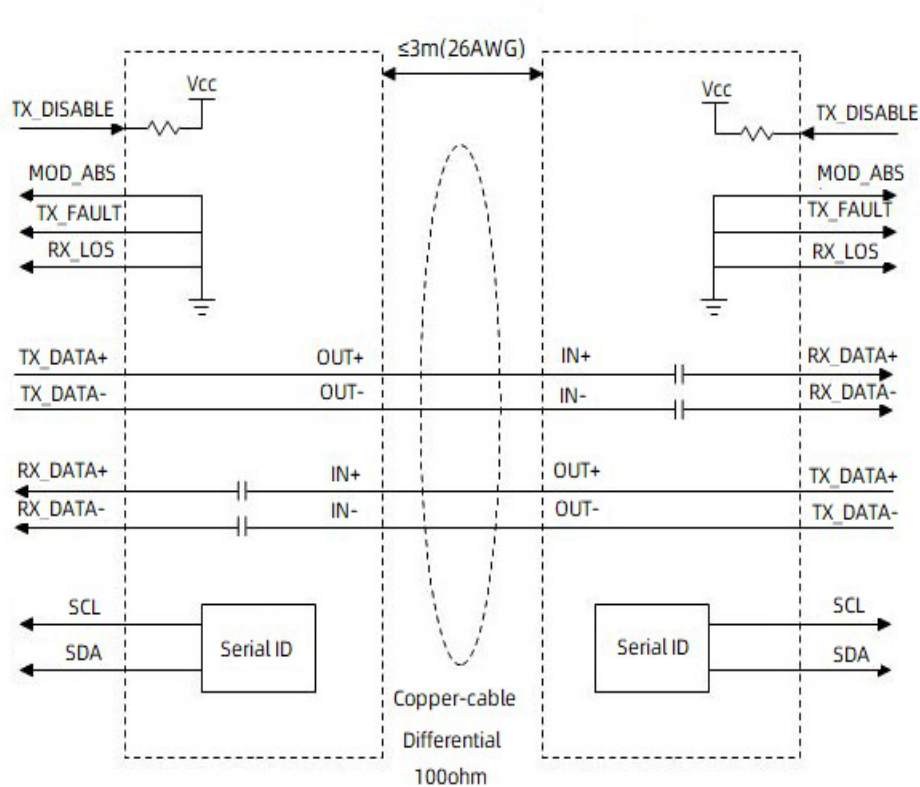 ≤3m(26AWG)
Vcc
Vcc
TX_DISABLE
TX_DISABLE
MOD_ABS
MOD_ABS
TX_FAULT
TX_FAULT
RX_LOS
RX_LOS
TX_DATA+ OUT+ IN+ RX_DATA+
TX_DATA- OUT- IN- RX_DATA-
RX_DATA+ IN+ OUT+ TX_DATA+
RX_DATA- IN- OUT- TX_DATA-
SCL
SCL
Serial ID
Serial ID
SDA
SDA
Copper-cable
Differential
100ohm